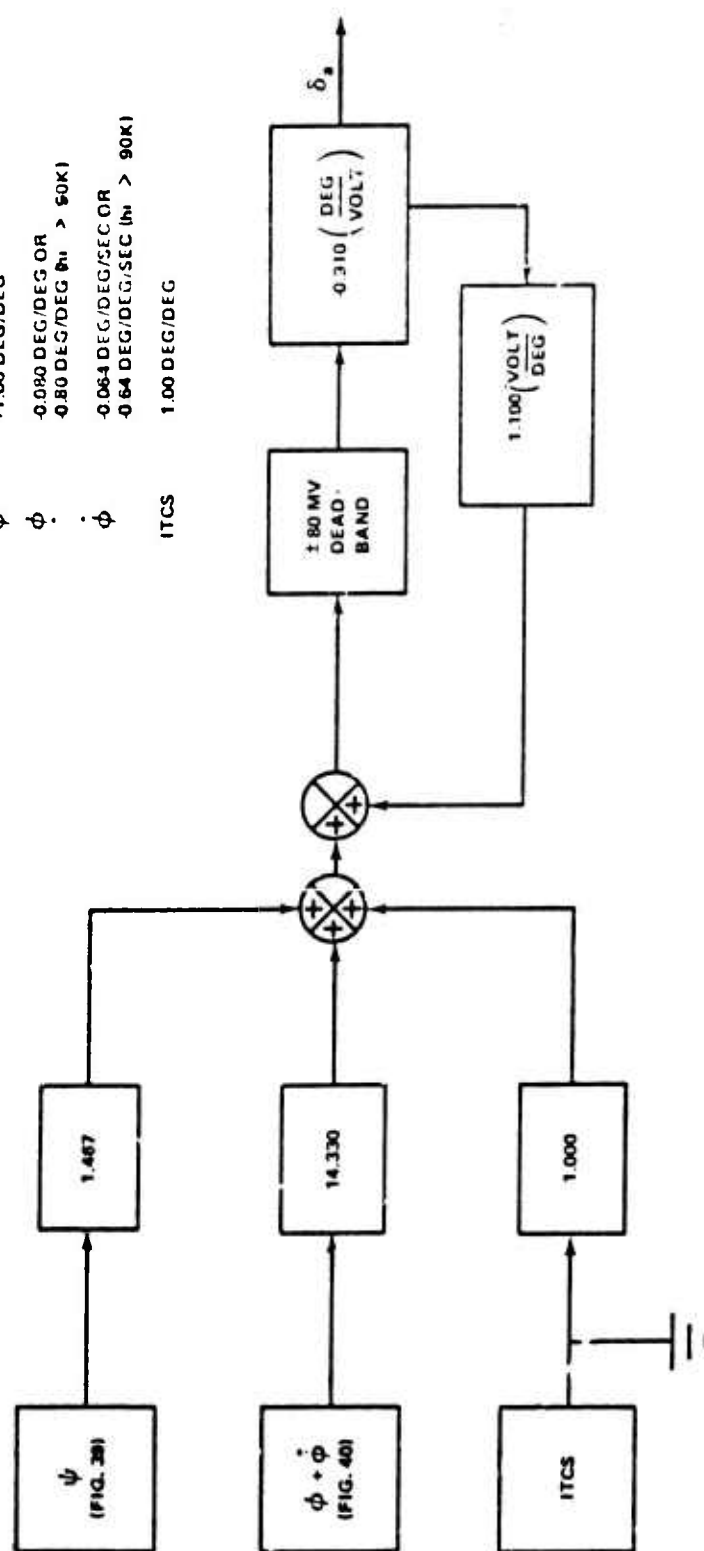 +1.00 DEG/DEG
ϕ -0.080 DEG/DEG OR
-0.80 DEG/DEG (hi > 90K)
ϕ̇ -0.064 DEG/DEG/SEC OR
-0.64 DEG/DEG/SEC (hi > 90K)
ITCS 1.00 DEG/DEG
ψ
(FIG. 39)
1.487
ϕ + ϕ̇
(FIG. 40)
14.330
ITCS
1.000
+
+
+
+
+
± 80 MV
DEAD-
BAND
-0.310 (DEG
VOLT)
δa
1.100 (VOLT
DEG)